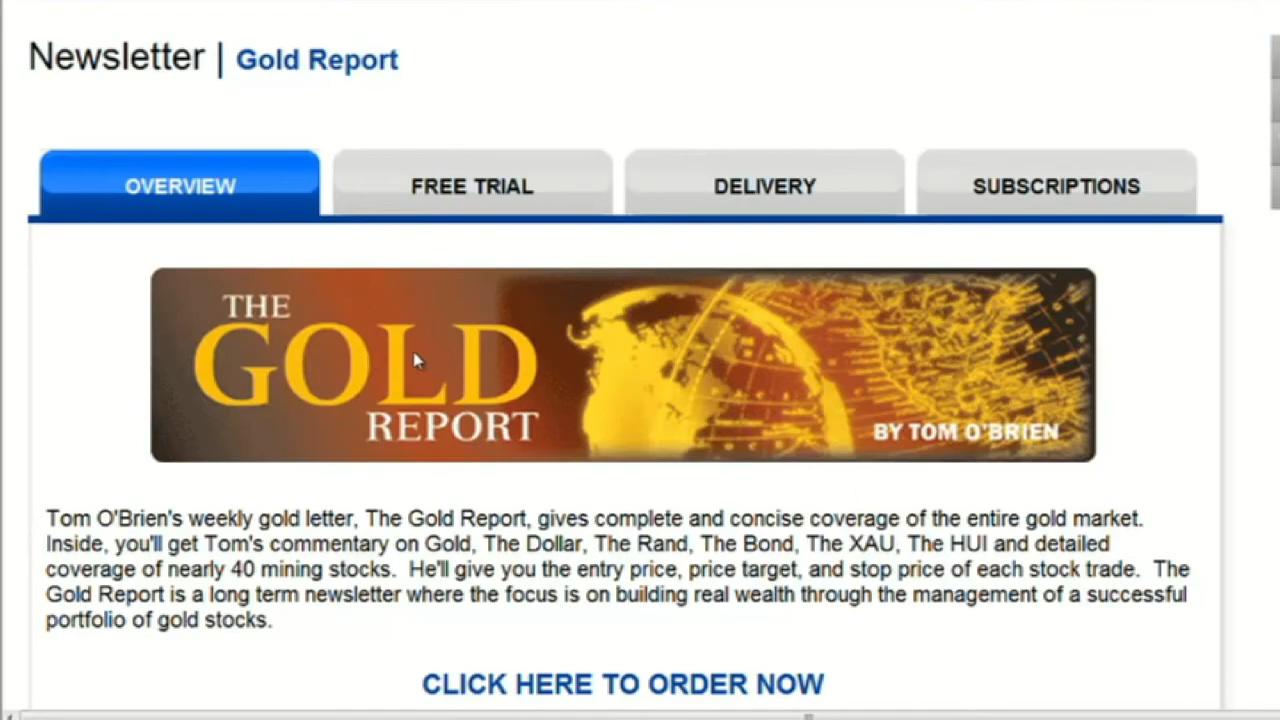 Newsletter | Gold Report
OVERVIEW
FREE TRIAL
DELIVERY
SUBSCRIPTIONS
THE
GOLD
REPORT
BY TOM O'BRIEN
Tom O'Brien's weekly gold letter, The Gold Report, gives complete and concise coverage of the entire gold market.
Inside, you'll get Tom's commentary on Gold, The Dollar, The Rand, The Bond, The XAU, The HUI and detailed
coverage of nearly 40 mining stocks.  He'll give you the entry price, price target, and stop price of each stock trade.  The
Gold Report is a long term newsletter where the focus is on building real wealth through the management of a successful
portfolio of gold stocks.
CLICK HERE TO ORDER NOW